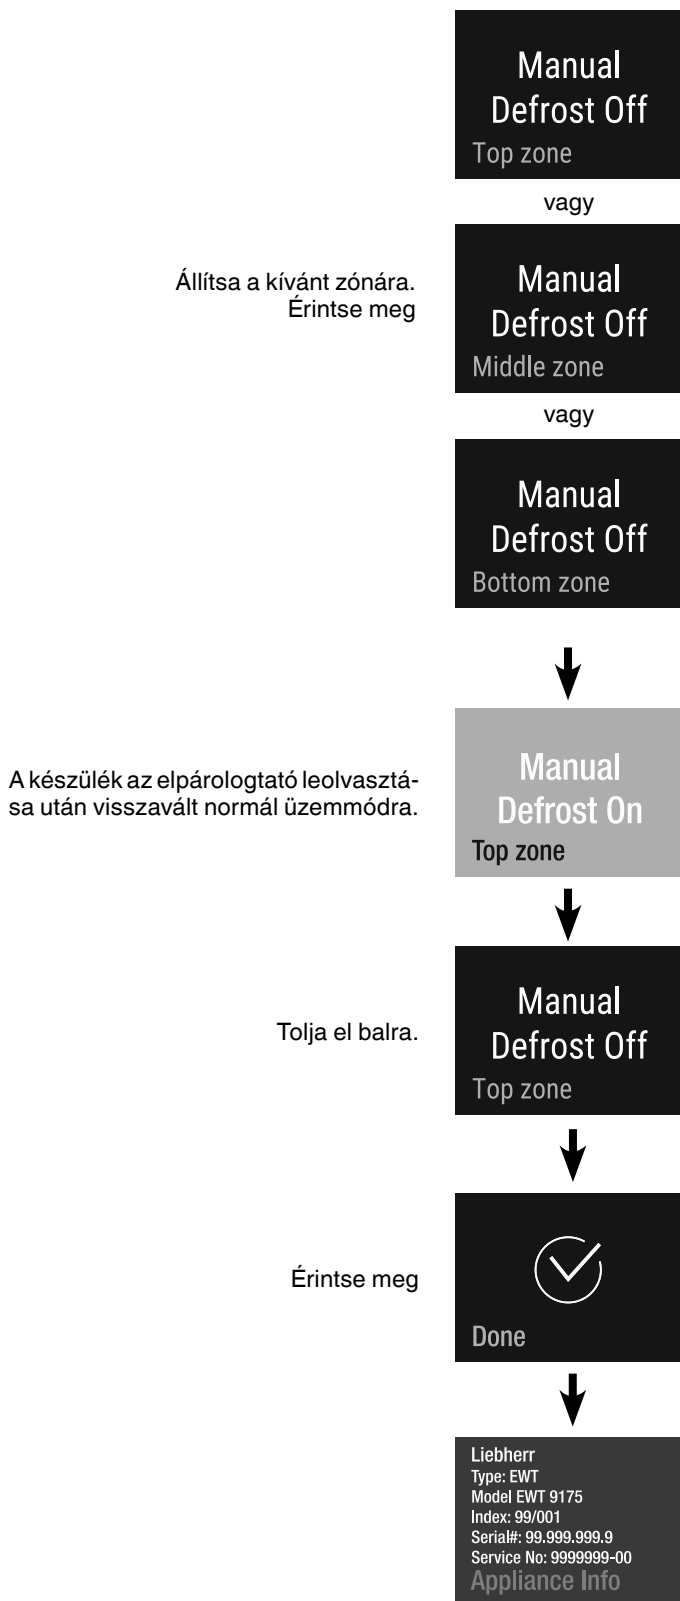 Manual
Defrost Off
Top zone
vagy
Állítsa a kívánt zónára.
Érintse meg
Manual
Defrost Off
Middle zone
vagy
Manual
Defrost Off
Bottom zone
A készülék az elpárologtató leolvasztá-
sa után visszavált normál üzemmódra.
Manual
Defrost On
Top zone
Tolja el balra.
Manual
Defrost Off
Top zone
Érintse meg
Done
Liebherr
Type: EWT
Model EWT 9175
Index: 99/001
Serial#: 99.999.999.9
Service No: 9999999-00
Appliance Info